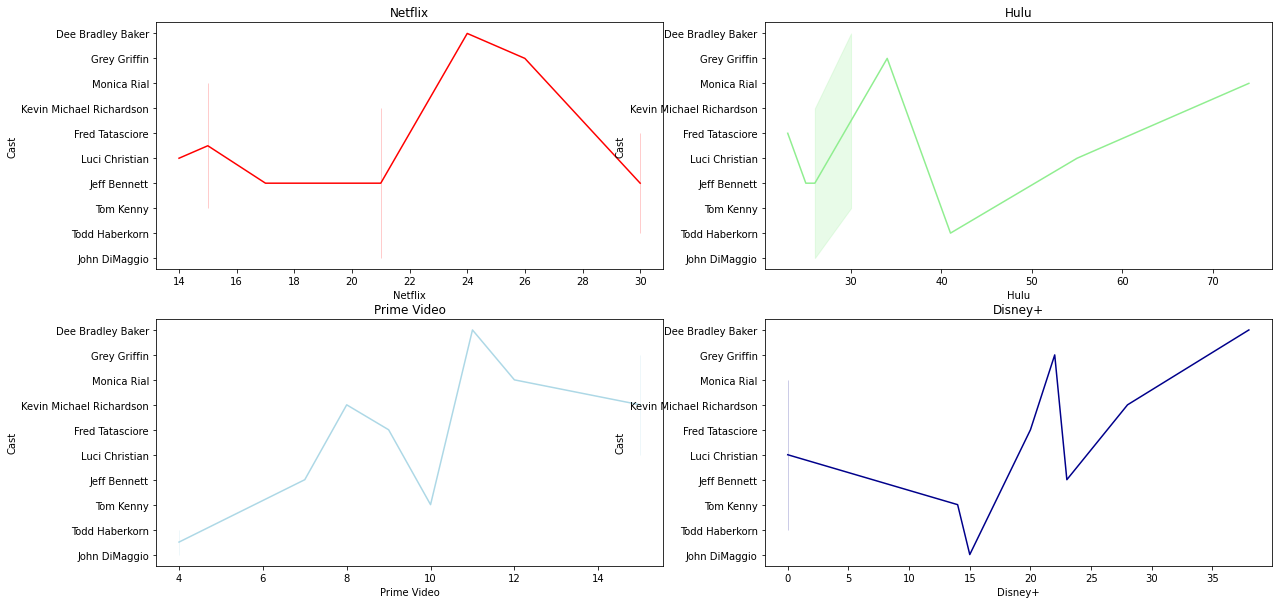 Netflix
Dee Bradley Baker
Grey Griffin
Monica Rial
Kevin Michael Richardson
Fred Tatasciore
Luci Christian
Jeff Bennett
Tom Kenny
Todd Haberkorn
John DiMaggio
Cast
14 16 18 20 22 24 26 28 30
Netflix
Hulu
Dee Bradley Baker
Grey Griffin
Monica Rial
Kevin Michael Richardson
Fred Tatasciore
Luci Christian
Jeff Bennett
Tom Kenny
Todd Haberkorn
John DiMaggio
Cast
30 40 50 60 70
Hulu
Prime Video
Dee Bradley Baker
Grey Griffin
Monica Rial
Kevin Michael Richardson
Fred Tatasciore
Luci Christian
Jeff Bennett
Tom Kenny
Todd Haberkorn
John DiMaggio
Cast
4 6 8 10 12 14
Prime Video
Disney+
Dee Bradley Baker
Grey Griffin
Monica Rial
Kevin Michael Richardson
Fred Tatasciore
Luci Christian
Jeff Bennett
Tom Kenny
Todd Haberkorn
John DiMaggio
Cast
0 5 10 15 20 25 30 35
Disney+